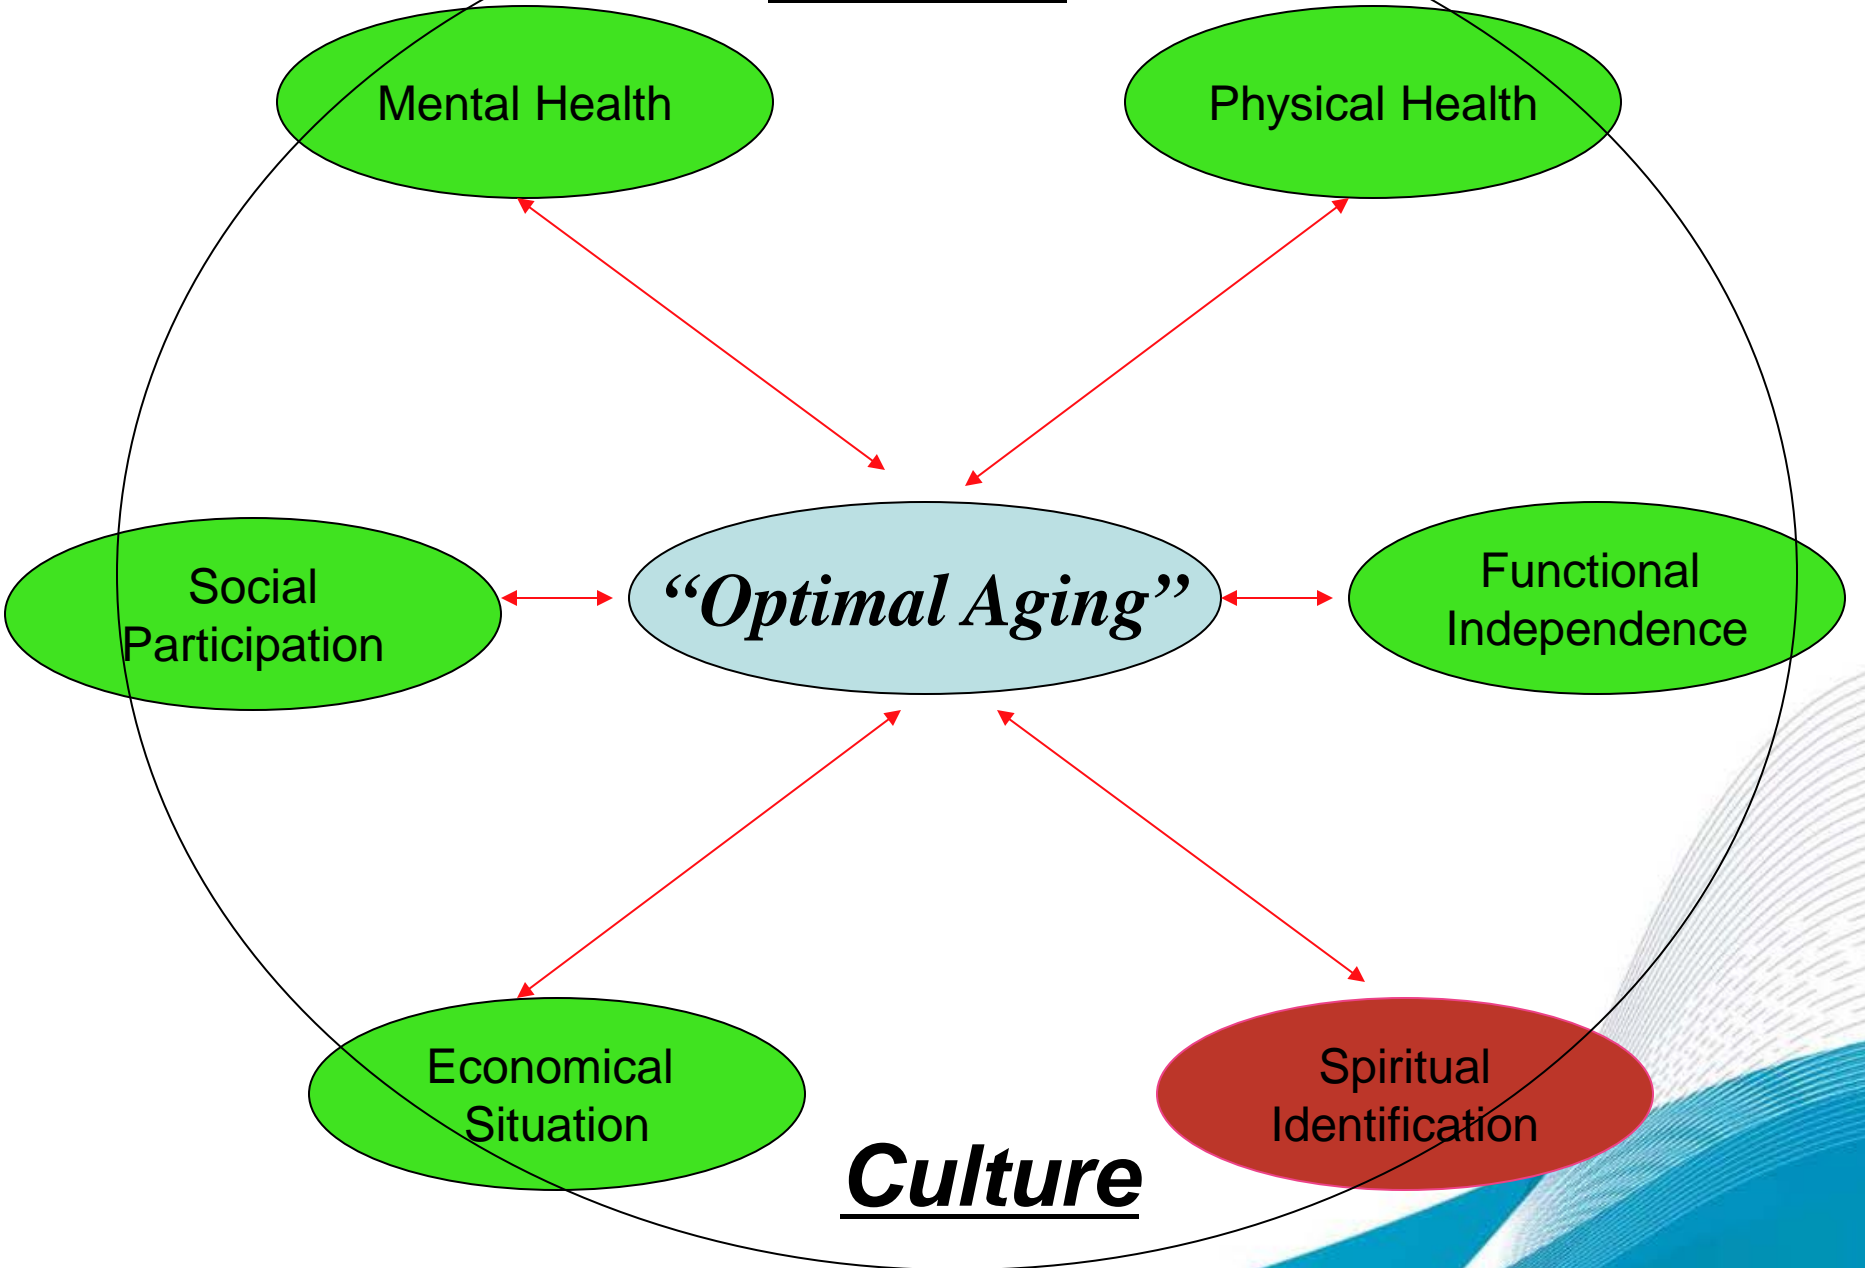 Mental Health
Physical Health
Social
Participation
“Optimal Aging”
Functional
Independence
Economical
Situation
Spiritual
Identification
Culture